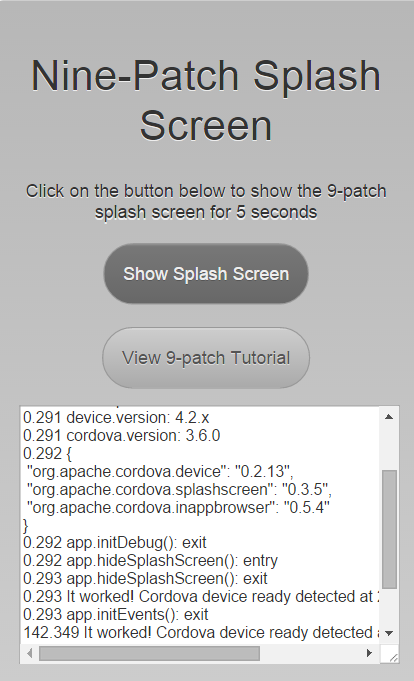 Nine-Patch Splash
Screen
Click on the button below to show the 9-patch
splash screen for 5 seconds
Show Splash Screen
View 9-patch Tutorial
0.291 device.version: 4.2.x
0.291 cordova.version: 3.6.0
0.292 {
"org.apache.cordova.device": "0.2.13",
"org.apache.cordova.splashscreen": "0.3.5",
"org.apache.cordova.inappbrowser": "0.5.4"
}
0.292 app.initDebug(): exit
0.292 app.hideSplashScreen(): entry
0.293 app.hideSplashScreen(): exit
0.293 It worked! Cordova device ready detected at
0.293 app.initEvents(): exit
142.349 It worked! Cordova device ready detected